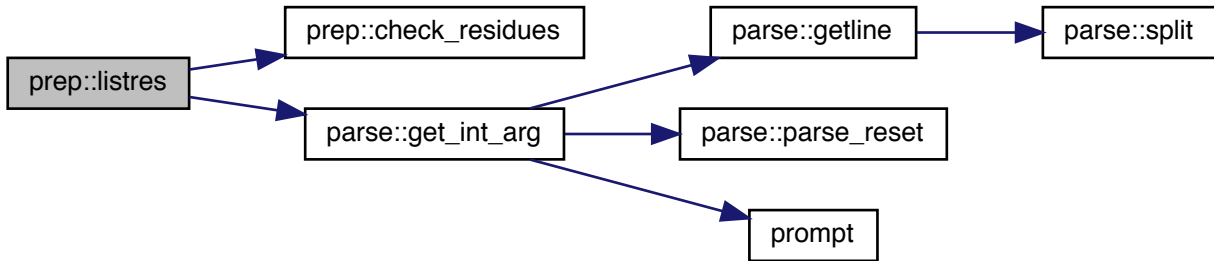 prep::listres
prep::check_residues
parse::get_int_arg
parse::getline
parse::parse_reset
prompt
parse::split